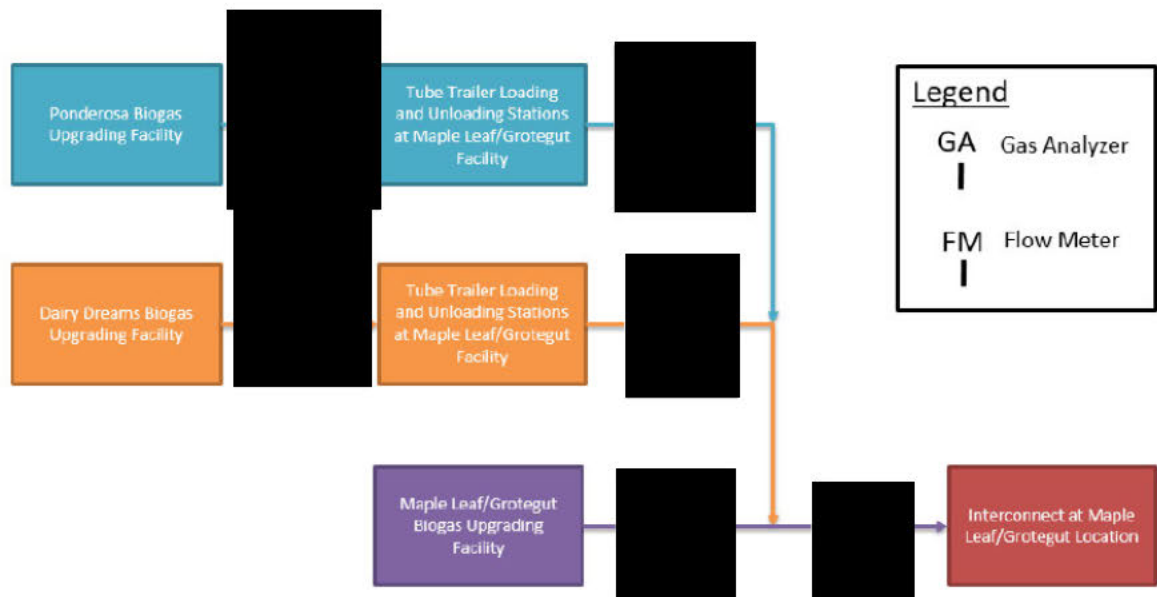 Ponderosa Biogas
Upgrading Facility
Tube Trailer Loading
and Unloading Stations
at Maple Leaf/Grotegut
Facility
Legend
GA Gas Analyzer
FM Flow Meter
Dairy Dreams Biogas
Upgrading Facility
Tube Trailer Loading
and Unloading Stations
at Maple Leaf/Grotegut
Facility
Maple Leaf/Grotegut
Biogas Upgrading
Facility
Interconnect at Maple
Leaf/Grotegut Location